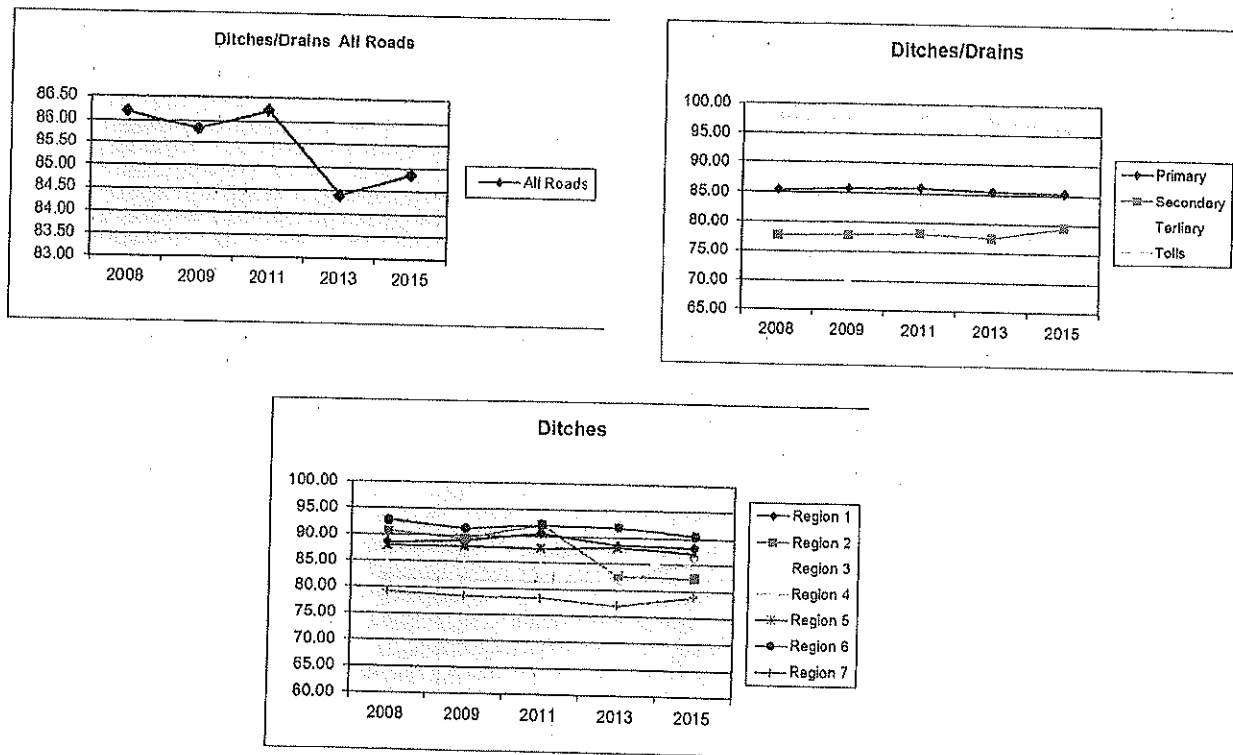 Ditches/Drains All Roads
86.50
86.00
85.50
85.00
84.50
84.00
83.50
83.00
2008 2009 2011 2013 2015
All Roads
Ditches/Drains
100.00
95.00
90.00
85.00
80.00
75.00
70.00
65.00
2008 2009 2011 2013 2015
Primary
Secondary
Tertiary
Tolls
Ditches
100.00
95.00
90.00
85.00
80.00
75.00
70.00
65.00
60.00
2008 2009 2011 2013 2015
Region 1
Region 2
Region 3
Region 4
Region 5
Region 6
Region 7